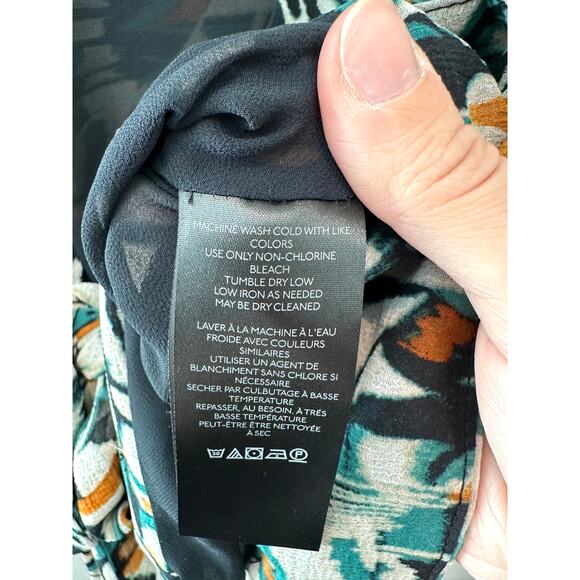 MACHINE WASH COLD WITH LIKE
COLORS
USE ONLY NON-CHLORINE
BLEACH
TUMBLE DRY LOW
LOW IRON AS NEEDED
MAY BE DRY CLEANED
LAVER À LA MACHINE À L'EAU
FROIDE AVEC COULEURS
SIMILAIRES
UTILISER UN AGENT DE
BLANCHIMENT SANS CHLORE SI
NÉCESSAIRE
SECHER PAR CULBUTAGE À BASSE
TEMPERATURE
REPASSER, AU BESOIN, À TRÉS
BASSE TEMPÉRATURE
PEUT-ÊTRE ÊTRE NETTOYÉE
À SEC
30 P